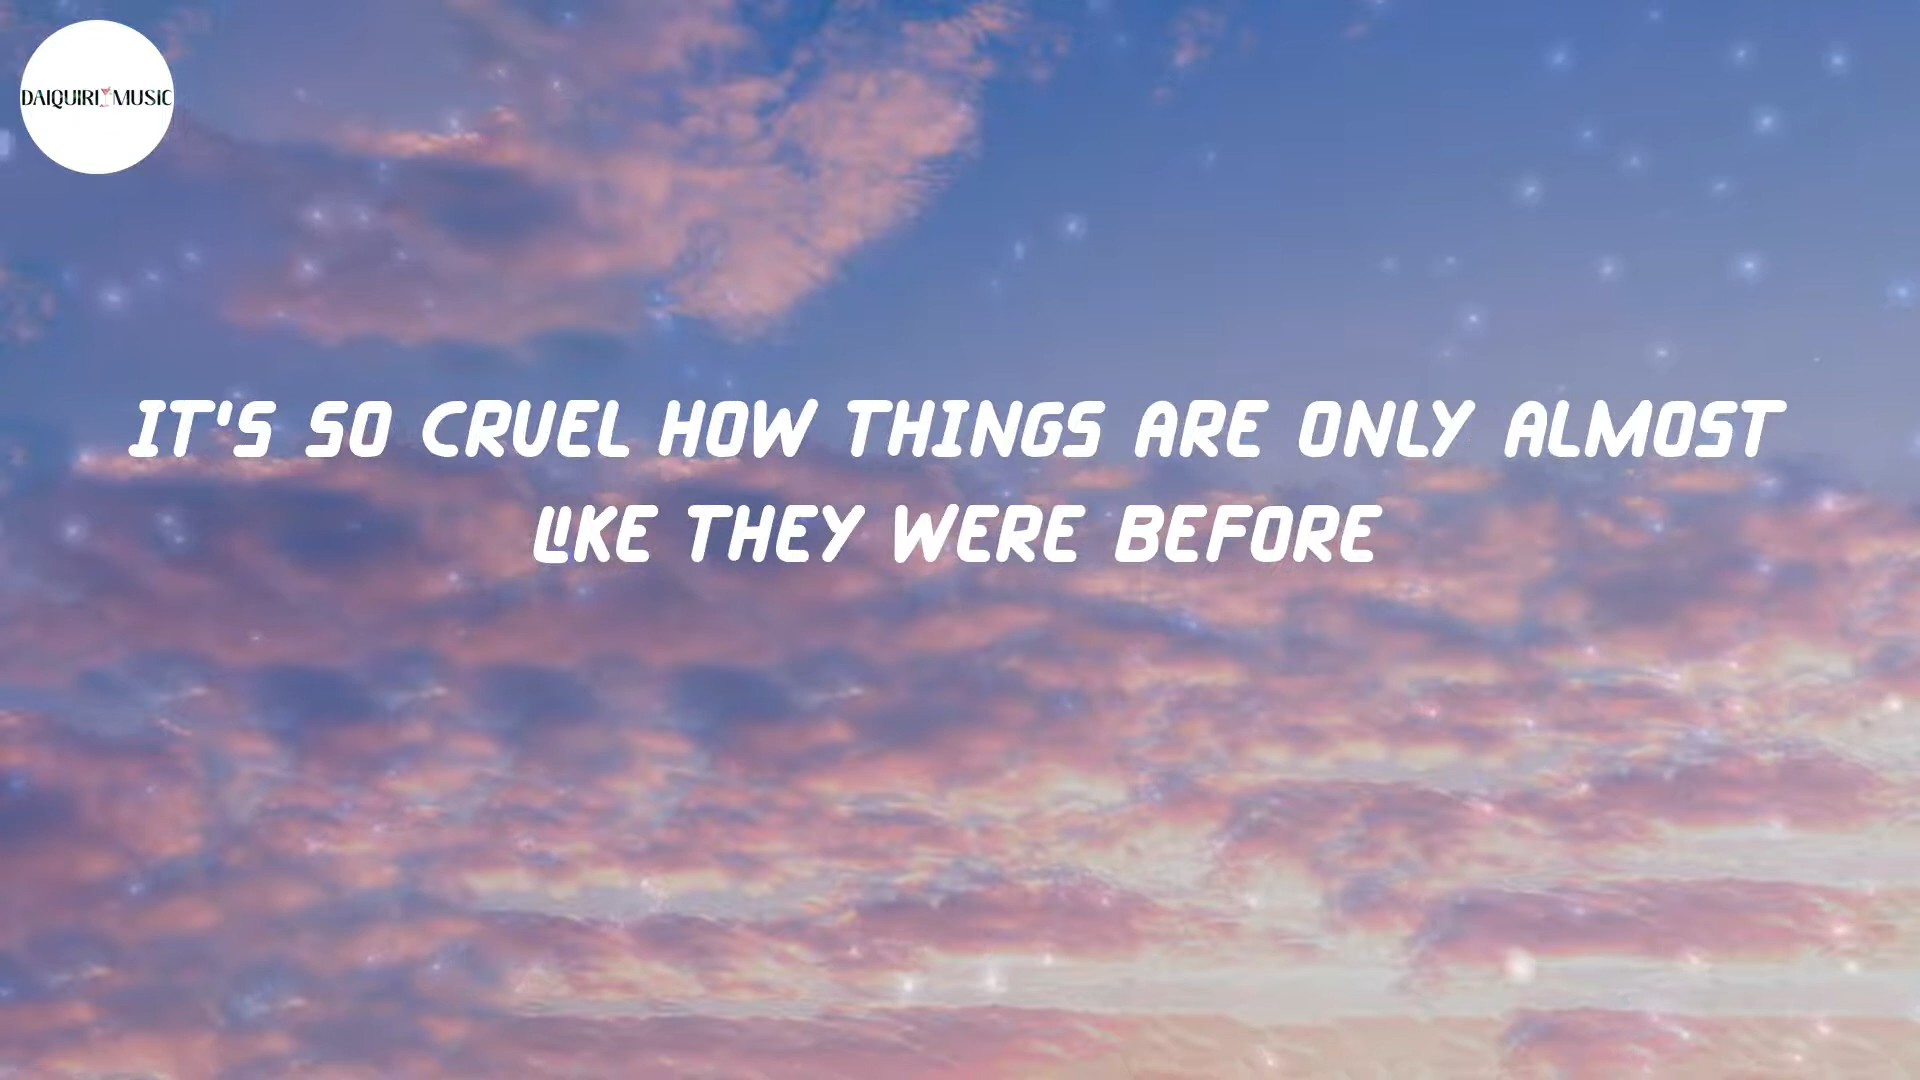 DAIQUIRI MUSIC
IT'S SO CRUEL HOW THINGS ARE ONLY ALMOST
LIKE THEY WERE BEFORE